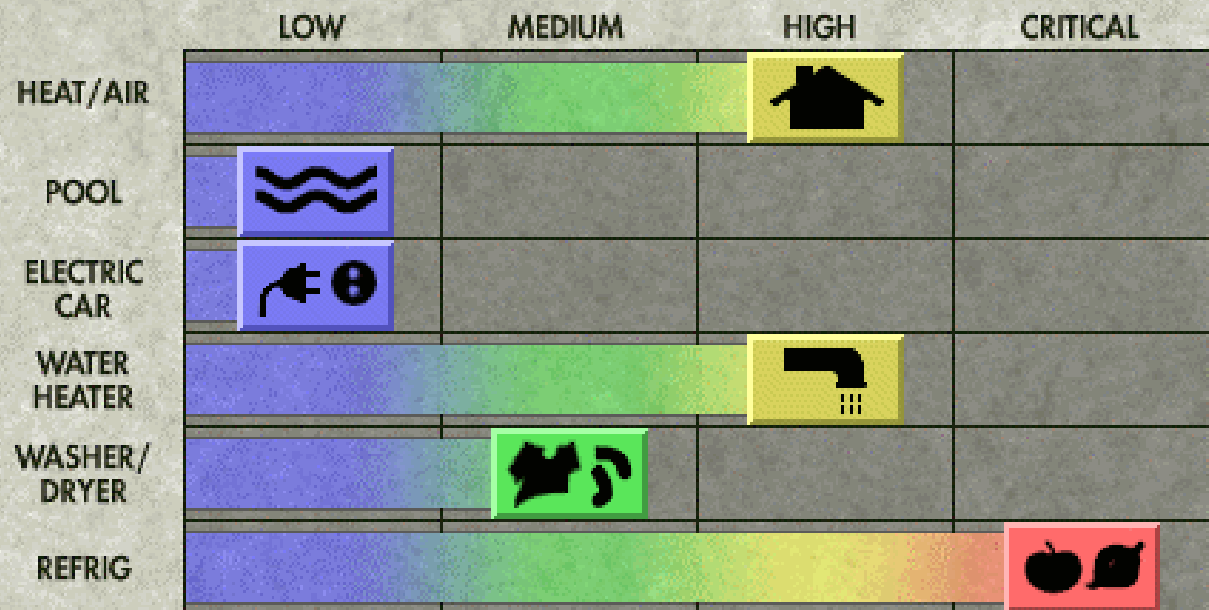 LOW MEDIUM HIGH CRITICAL
HEAT/AIR
POOL
ELECTRIC
CAR
WATER
HEATER
WASHER/
DRYER
REFRIG